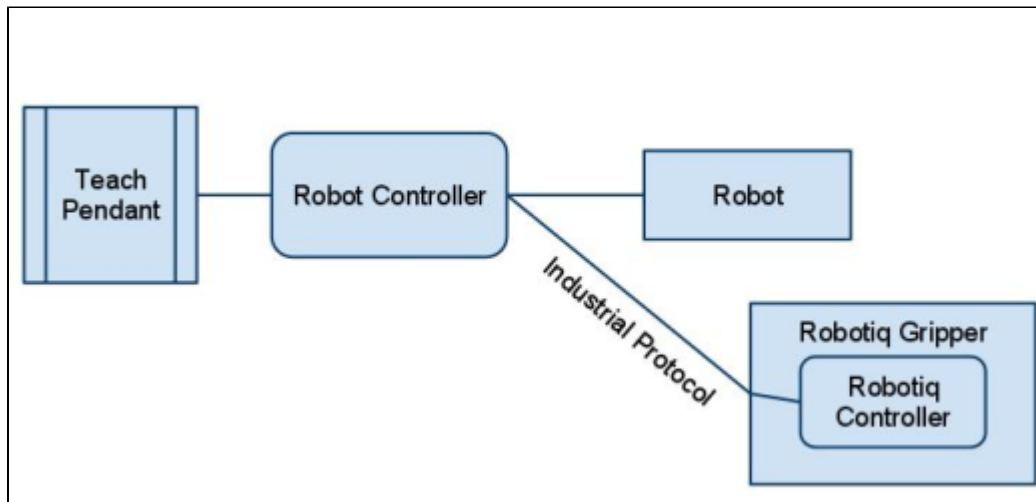 Teach
Pendant
Robot Controller
Robot
Industrial Protocol
Robotiq Gripper
Robotiq
Controller